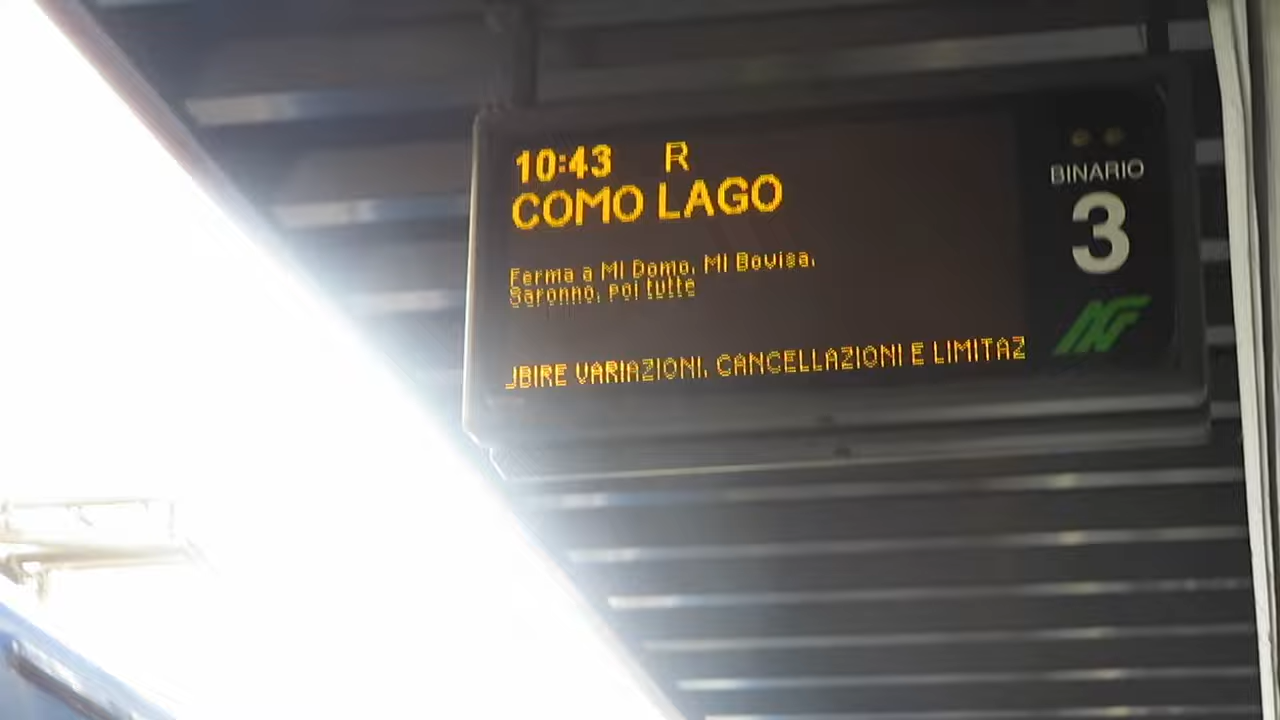 10:43 R
COMO LAGO
Ferma a MI Domo, MI Bovisa,
Saronno, poi tutte
JBIRE VARIAZIONI, CANCELLAZIONI E LIMITAZ
BINARIO
3